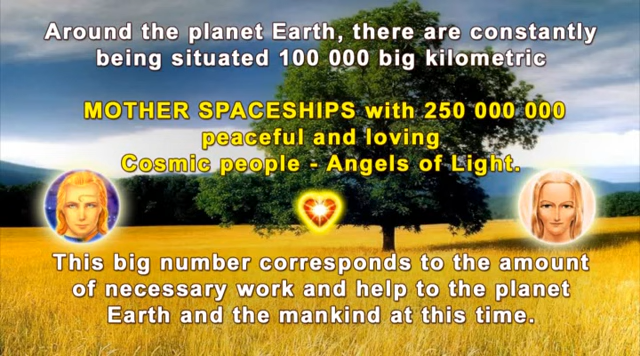 Around the planet Earth, there are constantly
being situated 100 000 big kilometric
MOTHER SPACESHIPS with 250 000 000
peaceful and loving
Cosmic people - Angels of Light.
This big number corresponds to the amount
of necessary work and help to the planet
Earth and the mankind at this time.